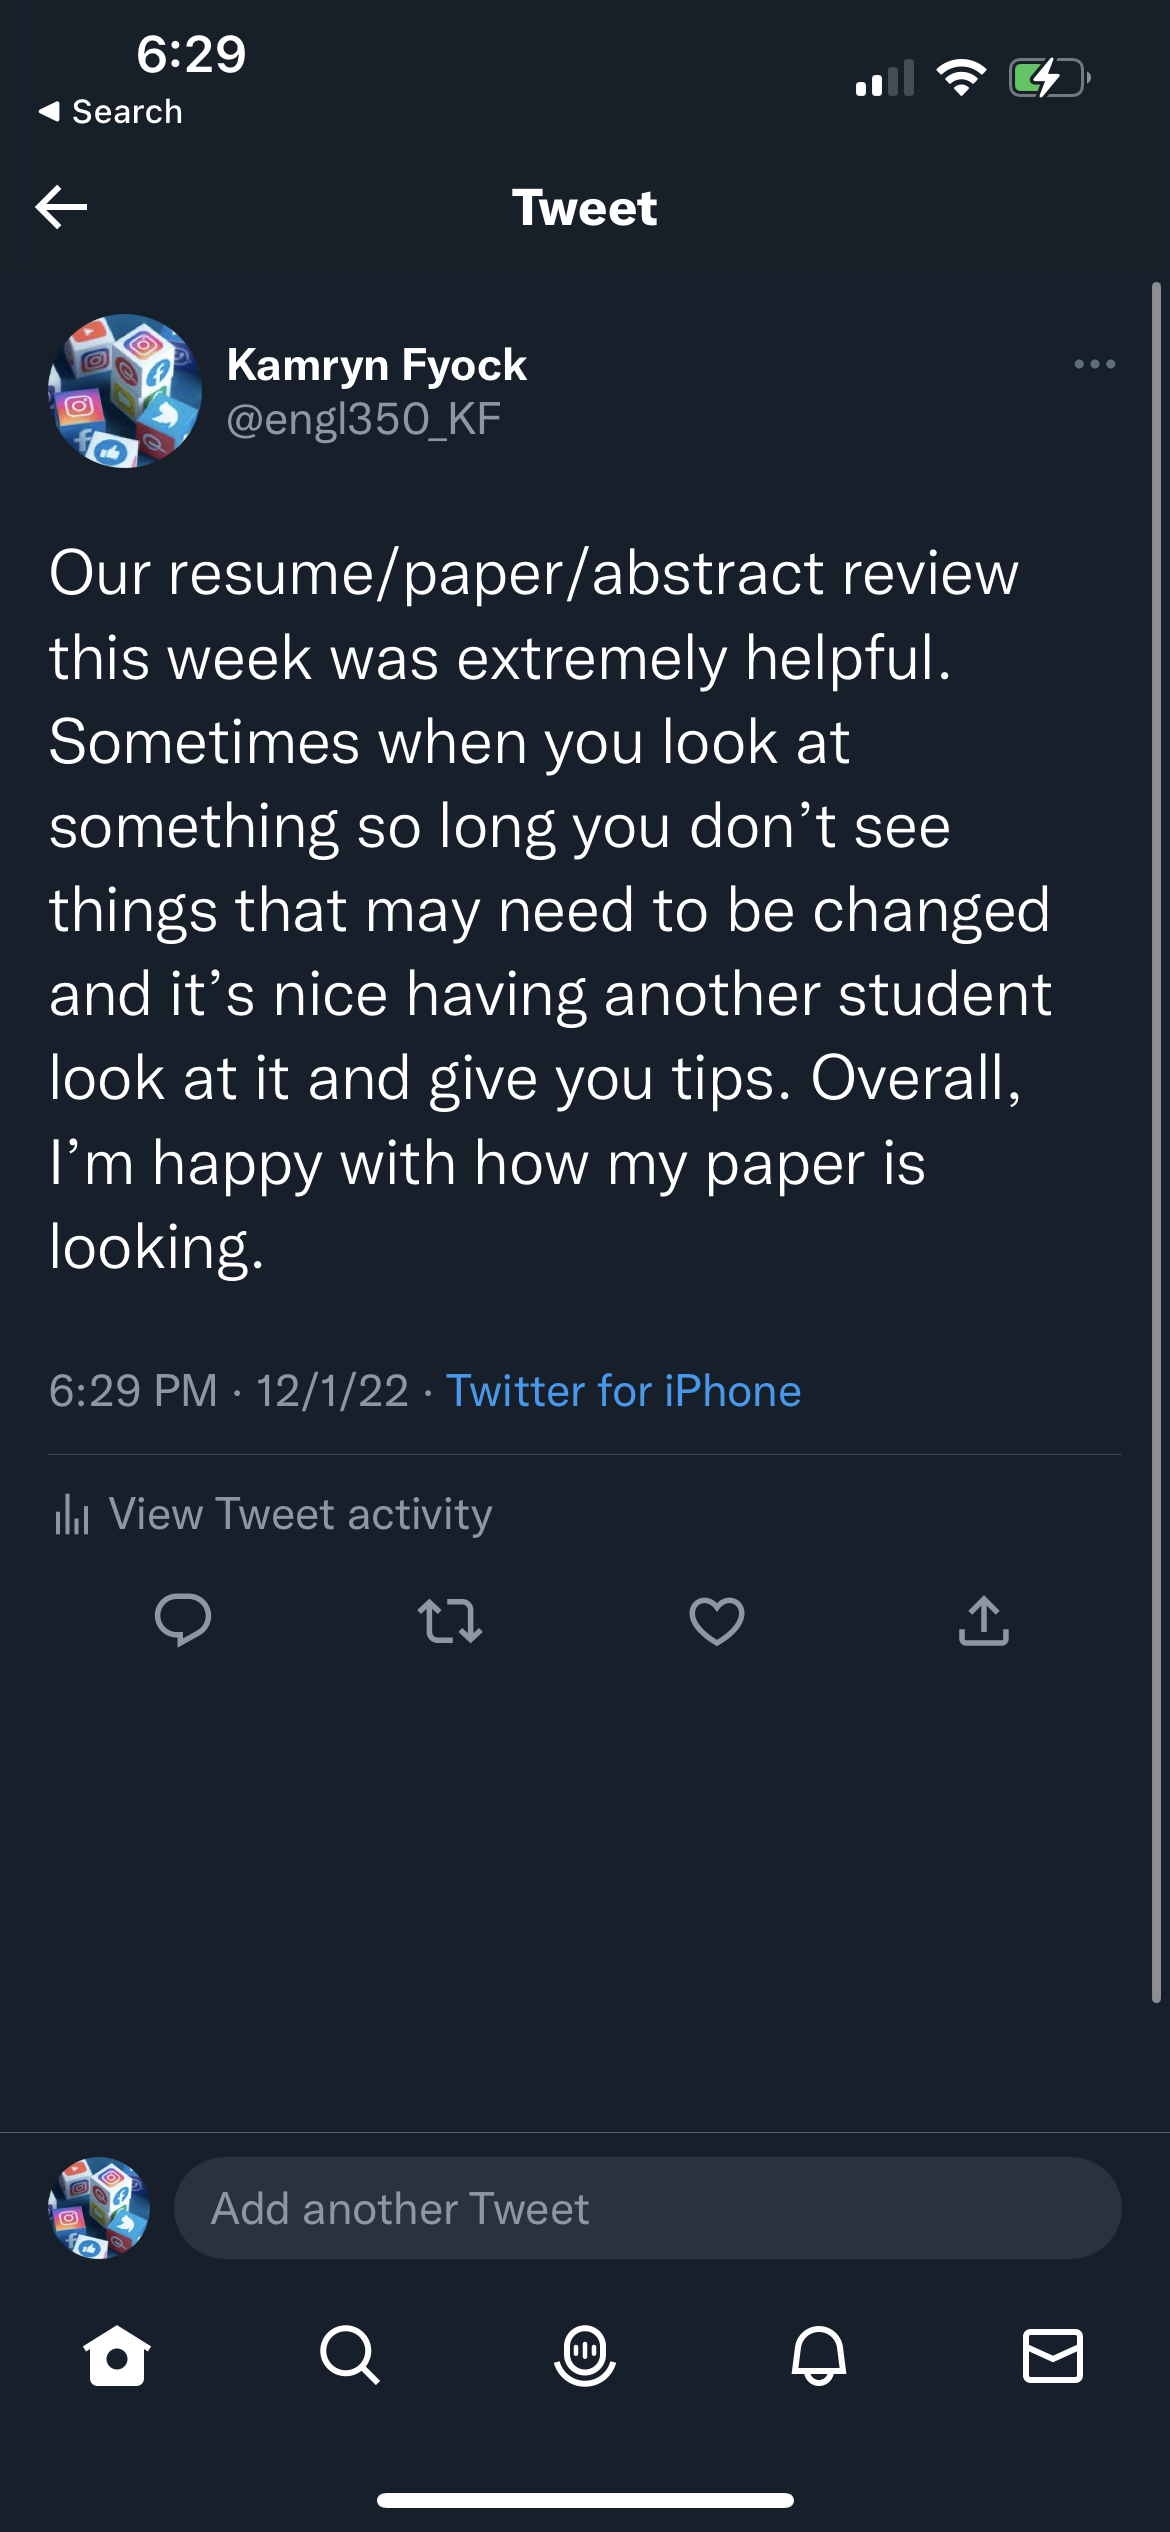 6:29
Search
Tweet
Kamryn Fyock
@engl350_KF
Our resume/paper/abstract review
this week was extremely helpful.
Sometimes when you look at
something so long you don’t see
things that may need to be changed
and it’s nice having another student
look at it and give you tips. Overall,
I’m happy with how my paper is
looking.
6:29 PM · 12/1/22 · Twitter for iPhone
View Tweet activity
Add another Tweet